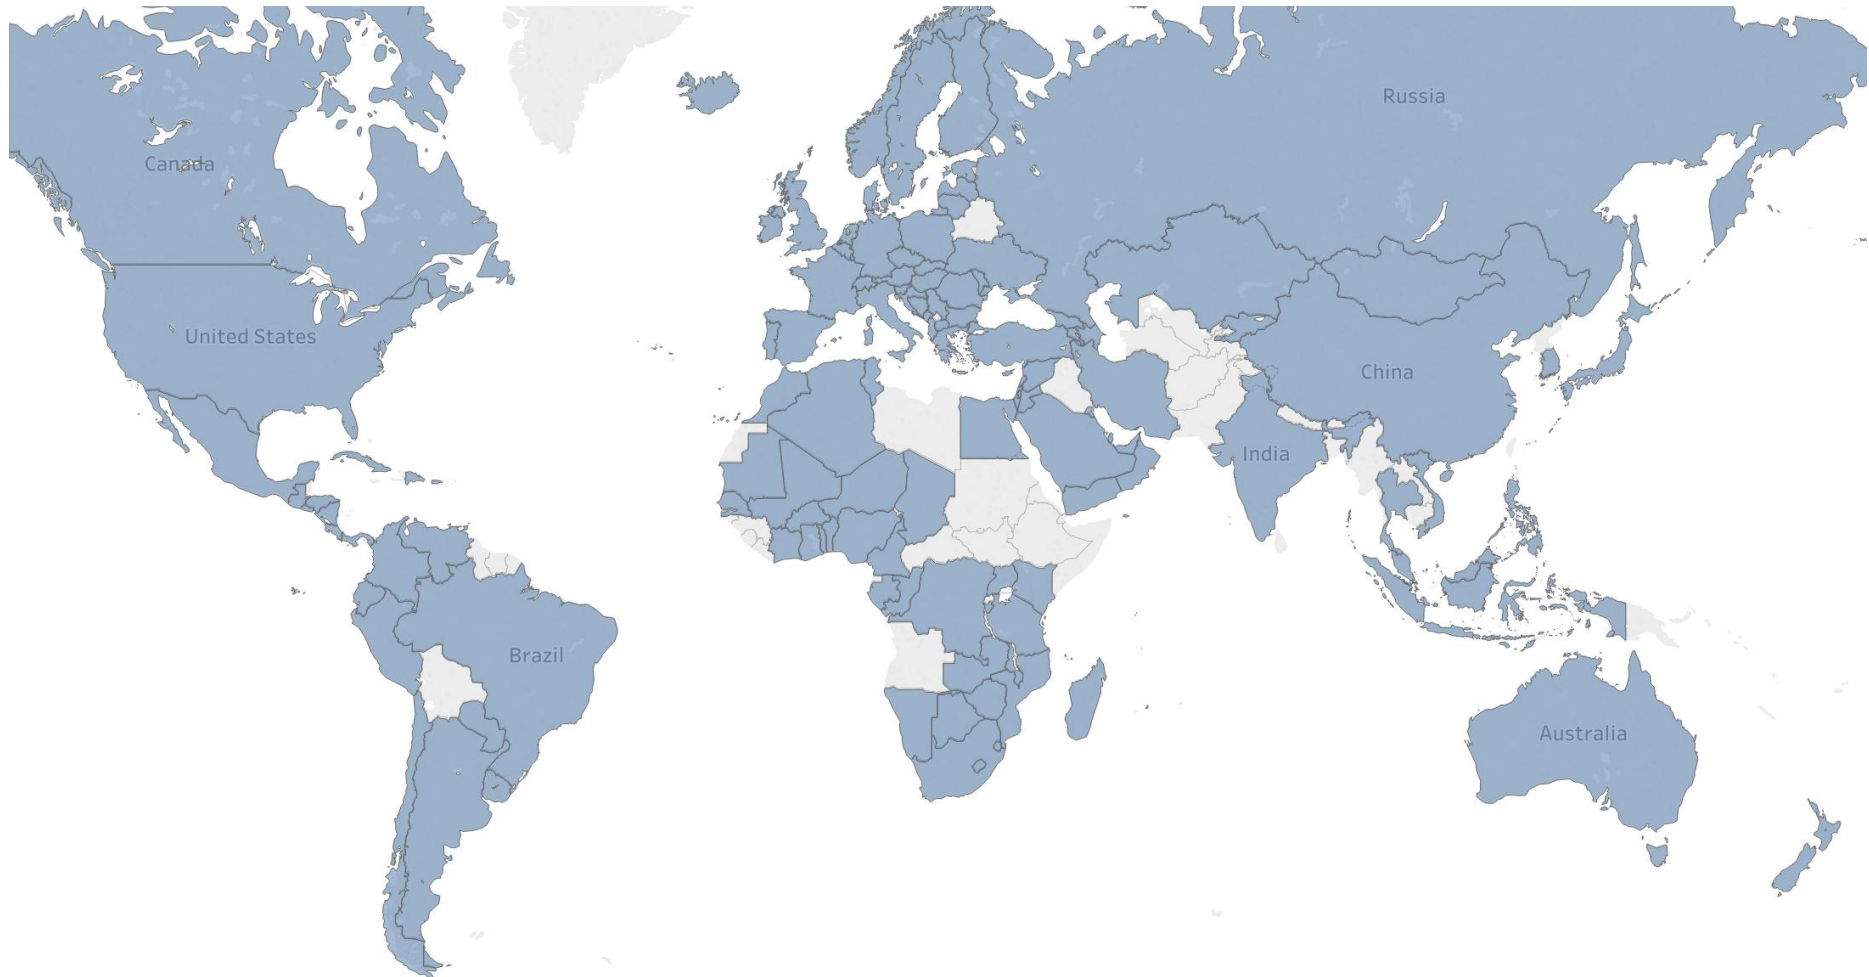 Russia
Canada
United States
China
India
Brazil
Australia